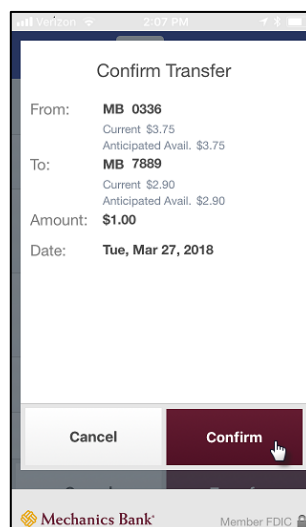 Verizon 2:07 PM
Confirm Transfer
From: MB 0336
Current $3.75
Anticipated Avail. $3.75
To: MB 7889
Current $2.90
Anticipated Avail. $2.90
Amount: $1.00
Date: Tue, Mar 27, 2018
Cancel Confirm
Mechanics Bank Member FDIC